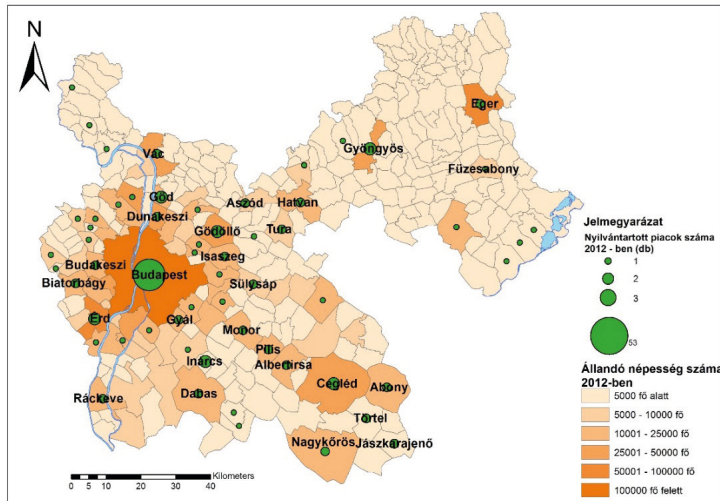 N
Vác
Göd
Dunakeszi
Aszód
Hatvan
Gyöngyös
Eger
Füzesabony
Gödöllő
Tura
Isaszeg
Budakeszi
Budapest
Biatorbágy
Sülysáp
Érd
Gyál
Monor
Pilis
Inárcs
Albertirsa
Ráckeve
Dabas
Cegléd
Abony
Törtel
Nagykőrös
Jászkarajenő
Kilometers
0 5 10 20 30 40
Jelmegyarázat
Nyilvántartott piacok száma
2012 - ben (db)
1
2
3
53
Állandó népesség száma
2012-ben
5000 fő alatt
5000 - 10000 fő
10001 - 25000 fő
25001 - 50000 fő
50001 - 100000 fő
100000 fő felett